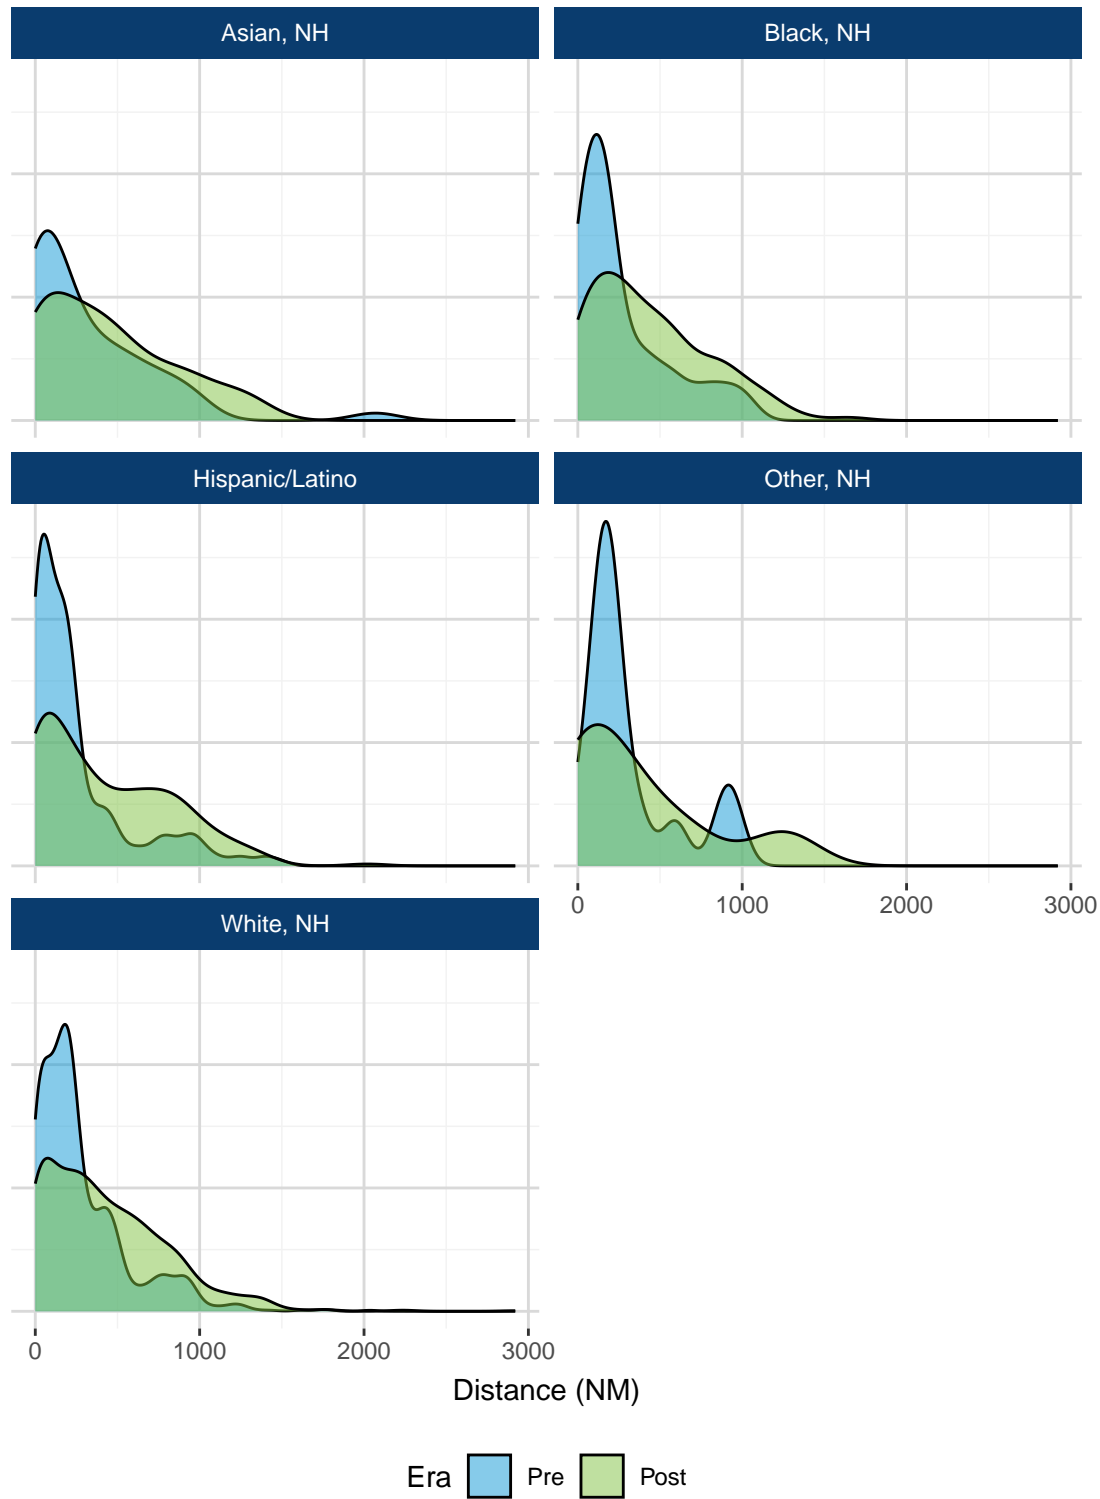 Asian, NH
Black, NH
Hispanic/Latino
Other, NH
0 1000 2000 3000
White, NH
0 1000 2000 3000
Distance (NM)
Era Pre Post